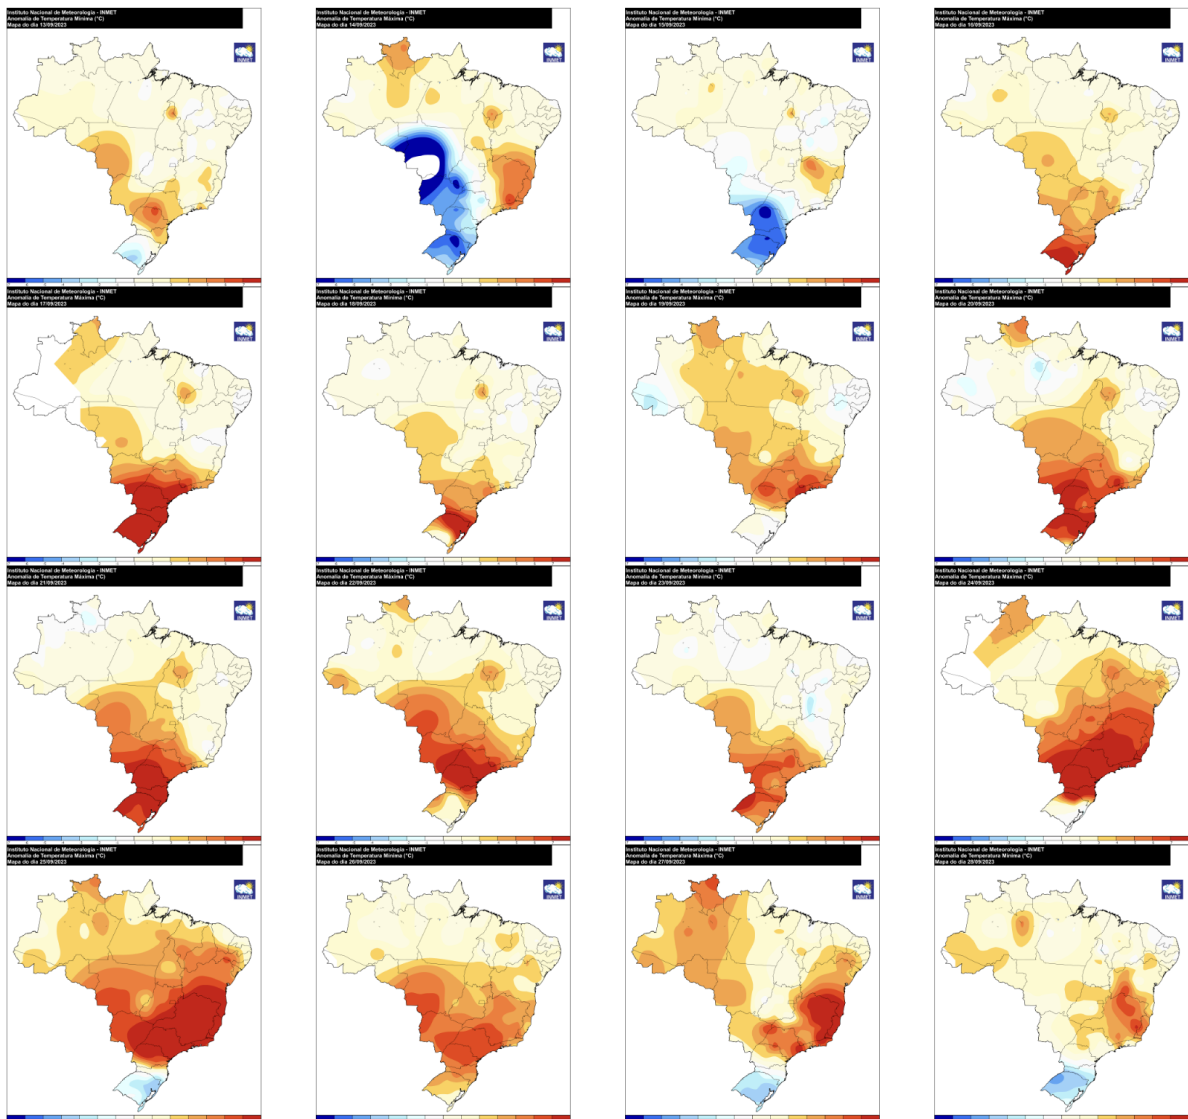 Instituto Nacional de Meteorologia - INMET
Anomalia de Temperatura Mínima (°C)
Mapa do dia 13/09/2023
INMET
Instituto Nacional de Meteorologia - INMET
Anomalia de Temperatura Máxima (°C)
Mapa do dia 14/09/2023
INMET
Instituto Nacional de Meteorologia - INMET
Anomalia de Temperatura Mínima (°C)
Mapa do dia 15/09/2023
INMET
Instituto Nacional de Meteorologia - INMET
Anomalia de Temperatura Máxima (°C)
Mapa do dia 16/09/2023
INMET
Instituto Nacional de Meteorologia - INMET
Anomalia de Temperatura Máxima (°C)
Mapa do dia 17/09/2023
INMET
Instituto Nacional de Meteorologia - INMET
Anomalia de Temperatura Mínima (°C)
Mapa do dia 18/09/2023
INMET
Instituto Nacional de Meteorologia - INMET
Anomalia de Temperatura Máxima (°C)
Mapa do dia 19/09/2023
INMET
Instituto Nacional de Meteorologia - INMET
Anomalia de Temperatura Máxima (°C)
Mapa do dia 20/09/2023
INMET
Instituto Nacional de Meteorologia - INMET
Anomalia de Temperatura Máxima (°C)
Mapa do dia 21/09/2023
INMET
Instituto Nacional de Meteorologia - INMET
Anomalia de Temperatura Máxima (°C)
Mapa do dia 22/09/2023
INMET
Instituto Nacional de Meteorologia - INMET
Anomalia de Temperatura Mínima (°C)
Mapa do dia 23/09/2023
INMET
Instituto Nacional de Meteorologia - INMET
Anomalia de Temperatura Máxima (°C)
Mapa do dia 24/09/2023
INMET
Instituto Nacional de Meteorologia - INMET
Anomalia de Temperatura Máxima (°C)
Mapa do dia 25/09/2023
INMET
Instituto Nacional de Meteorologia - INMET
Anomalia de Temperatura Mínima (°C)
Mapa do dia 26/09/2023
INMET
Instituto Nacional de Meteorologia - INMET
Anomalia de Temperatura Máxima (°C)
Mapa do dia 27/09/2023
INMET
Instituto Nacional de Meteorologia - INMET
Anomalia de Temperatura Mínima (°C)
Mapa do dia 28/09/2023
INMET